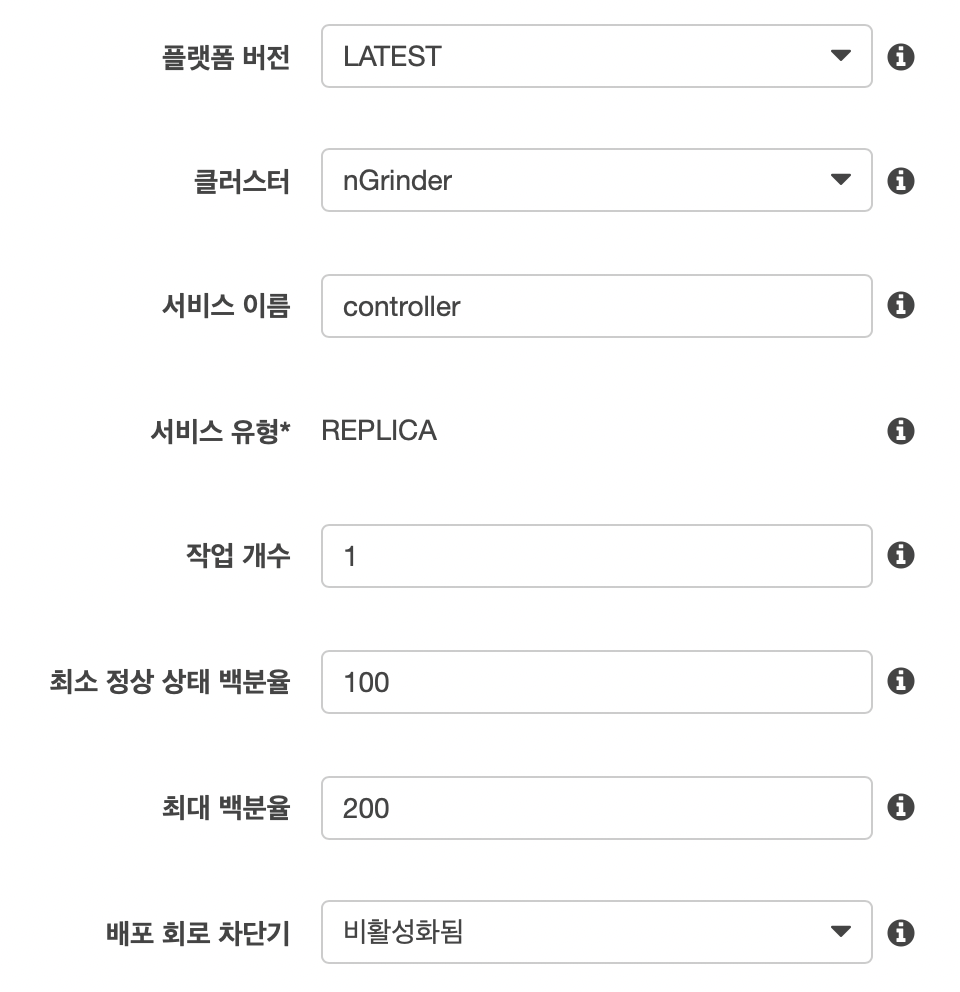 플랫폼 버전 LATEST
클러스터 nGrinder
서비스 이름 controller
서비스 유형* REPLICA
작업 개수 1
최소 정상 상태 백분율 100
최대 백분율 200
배포 회로 차단기 비활성화됨